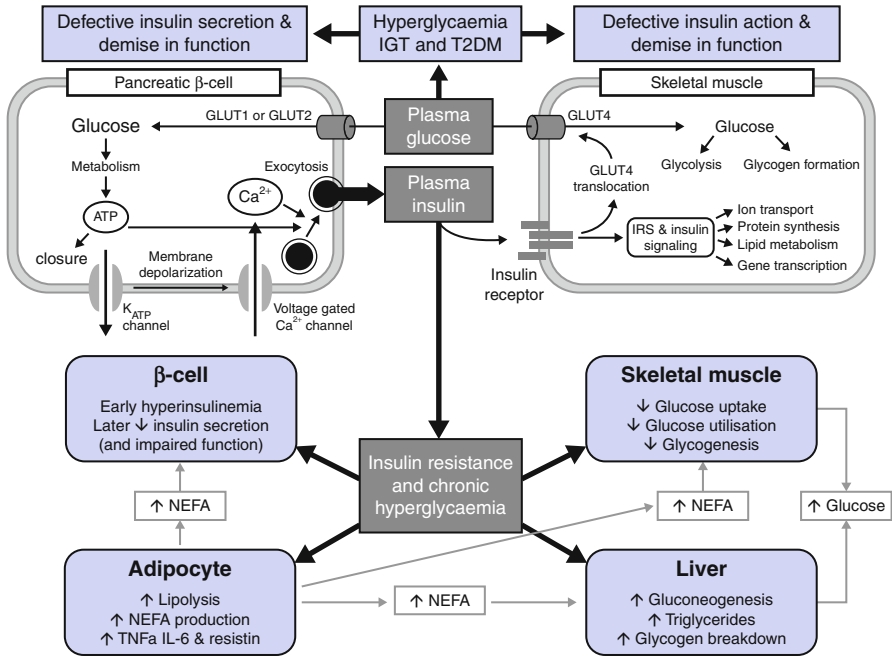 Defective insulin secretion &
demise in function
Hyperglycaemia
IGT and T2DM
Defective insulin action &
demise in function
Pancreatic β-cell
Skeletal muscle
Glucose
GLUT1 or GLUT2
Plasma
glucose
GLUT4
Glucose
Metabolism
Exocytosis
Glycolysis
Glycogen formation
GLUT4
translocation
Ca2+
Plasma
insulin
ATP
closure
Membrane
depolarization
IRS & insulin
signaling
Ion transport
Protein synthesis
Lipid metabolism
Gene transcription
Insulin
receptor
KATP
channel
Voltage gated
Ca2+ channel
β-cell
Early hyperinsulinemia
Later ↓ insulin secretion
(and impaired function)
Skeletal muscle
↓ Glucose uptake
↓ Glucose utilisation
↓ Glycogenesis
Insulin resistance
and chronic
hyperglycaemia
↑ NEFA
↑ NEFA
↑ Glucose
Adipocyte
↑ Lipolysis
↑ NEFA production
↑ TNFa IL-6 & resistin
↑ NEFA
Liver
↑ Gluconeogenesis
↑ Triglycerides
↑ Glycogen breakdown